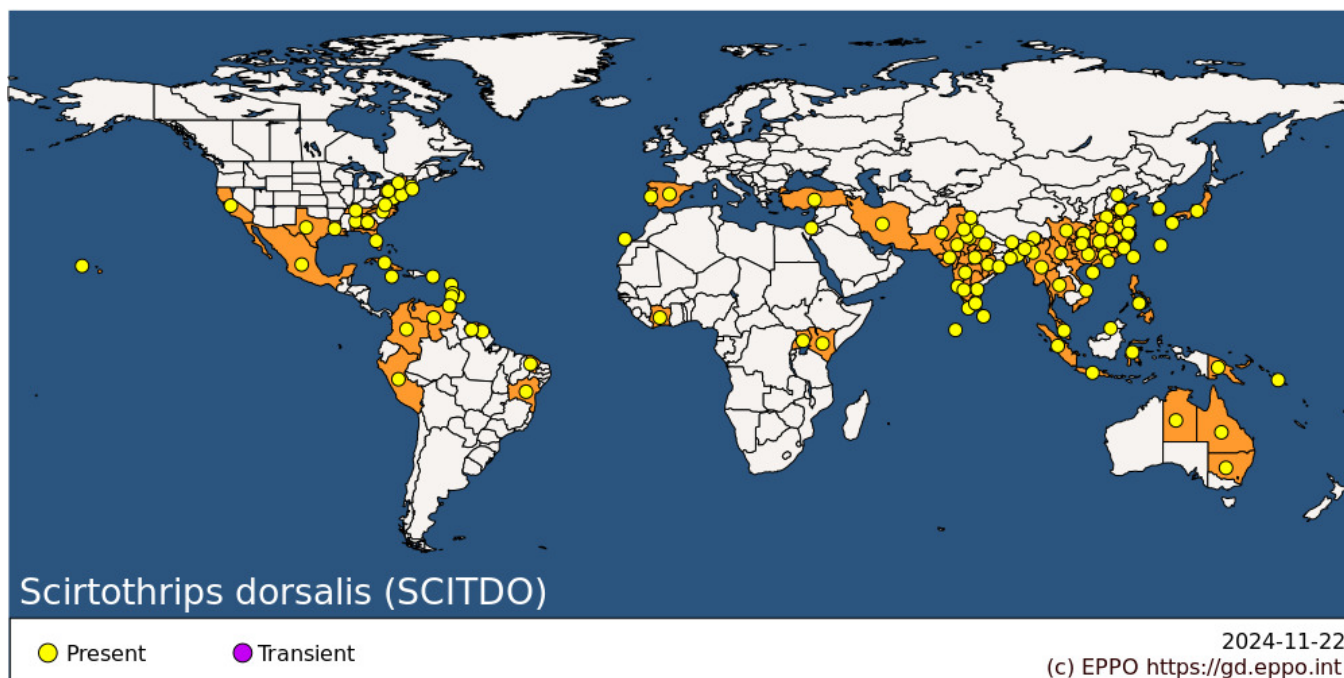 Scirtothrips dorsalis (SCITDO)
Present
Transient
2024-11-22
(c) EPPO https://gd.eppo.int